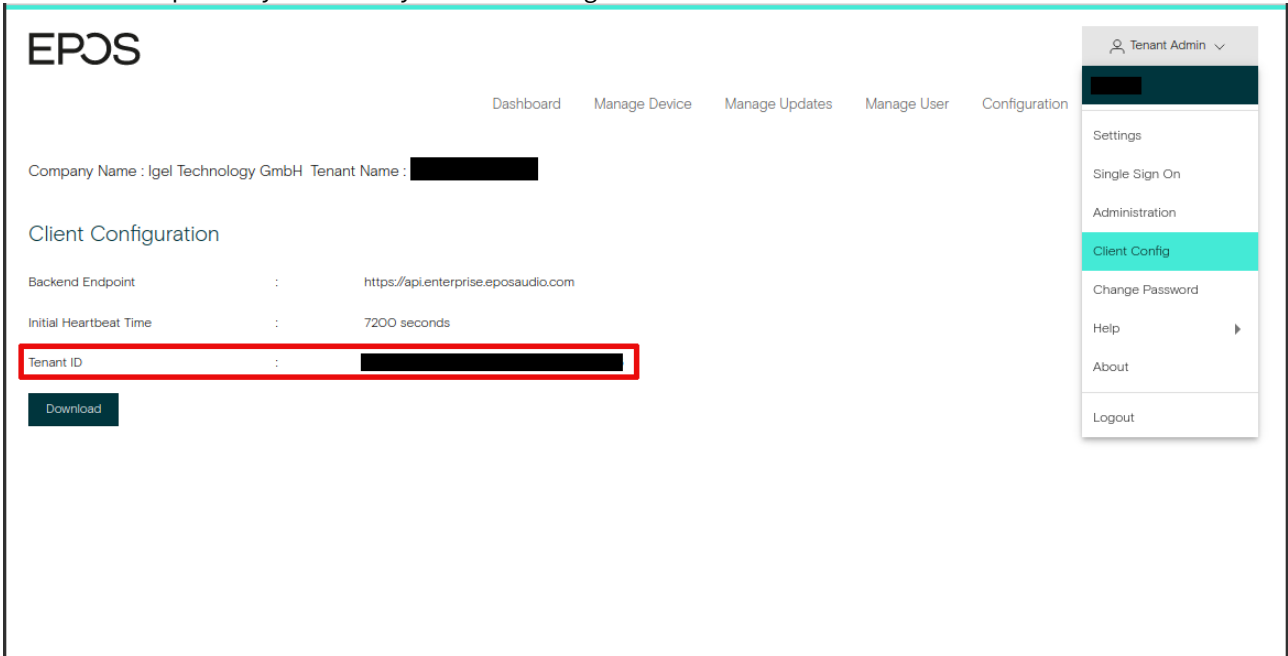 EPOS
Tenant Admin
Dashboard Manage Device Manage Updates Manage User Configuration
Settings
Company Name : Igel Technology GmbH Tenant Name :
Single Sign On
Administration
Client Configuration
Client Config
Backend Endpoint : https://api.enterprise.eposaudio.com
Change Password
Initial Heartbeat Time : 7200 seconds
Help
Tenant ID :
About
Download
Logout